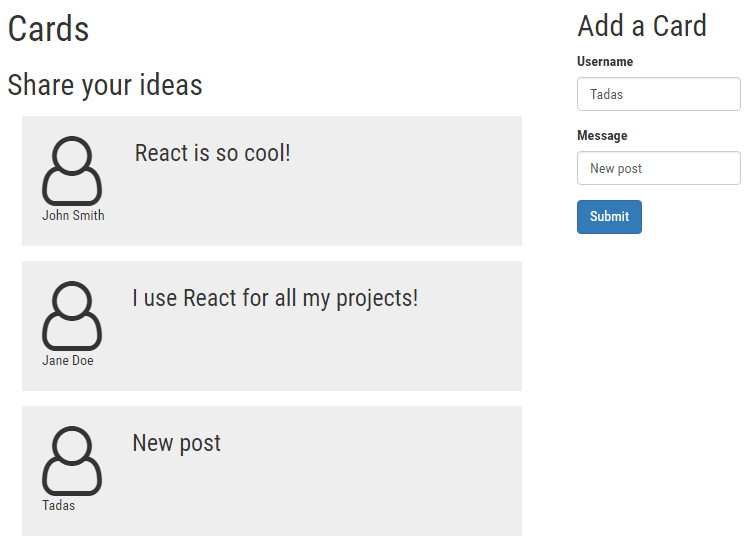 Cards
Share your ideas
React is so cool!
John Smith
I use React for all my projects!
Jane Doe
New post
Tadas
Add a Card
Username
Tadas
Message
New post
Submit